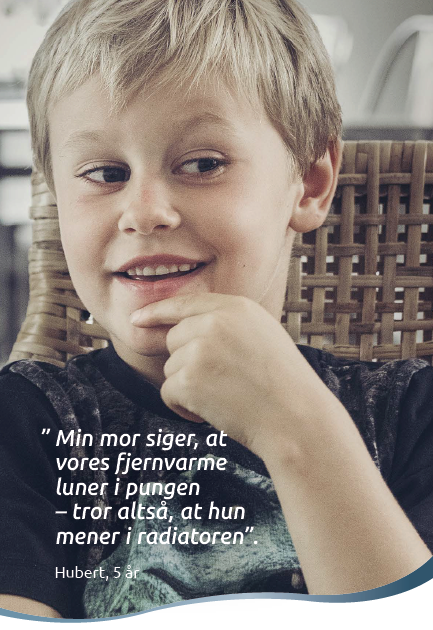 ” Min mor siger, at
vores fjernvarme
luner i pungen
– tror altså, at hun
mener i radiatoren”.
Hubert, 5 år